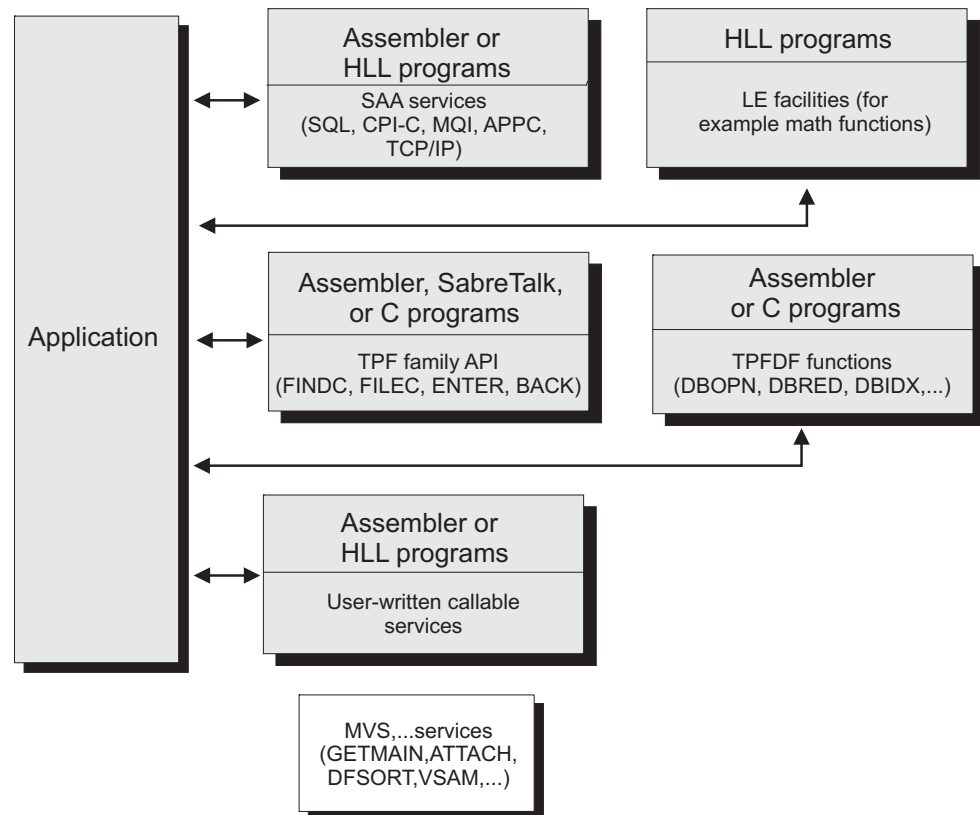 Application
Assembler or
HLL programs
SAA services
(SQL, CPI-C, MQI, APPC,
TCP/IP)
HLL programs
LE facilities (for
example math functions)
Assembler, SabreTalk,
or C programs
TPF family API
(FINDC, FILEC, ENTER, BACK)
Assembler
or C programs
TPFDF functions
(DBOPN, DBRED, DBIDX,...)
Assembler or
HLL programs
User-written callable
services
MVS,...services
(GETMAIN,ATTACH,
DFSORT,VSAM,...)